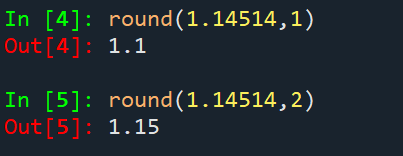 In [4]: round(1.14514,1)
Out[4]: 1.1
In [5]: round(1.14514,2)
Out[5]: 1.15